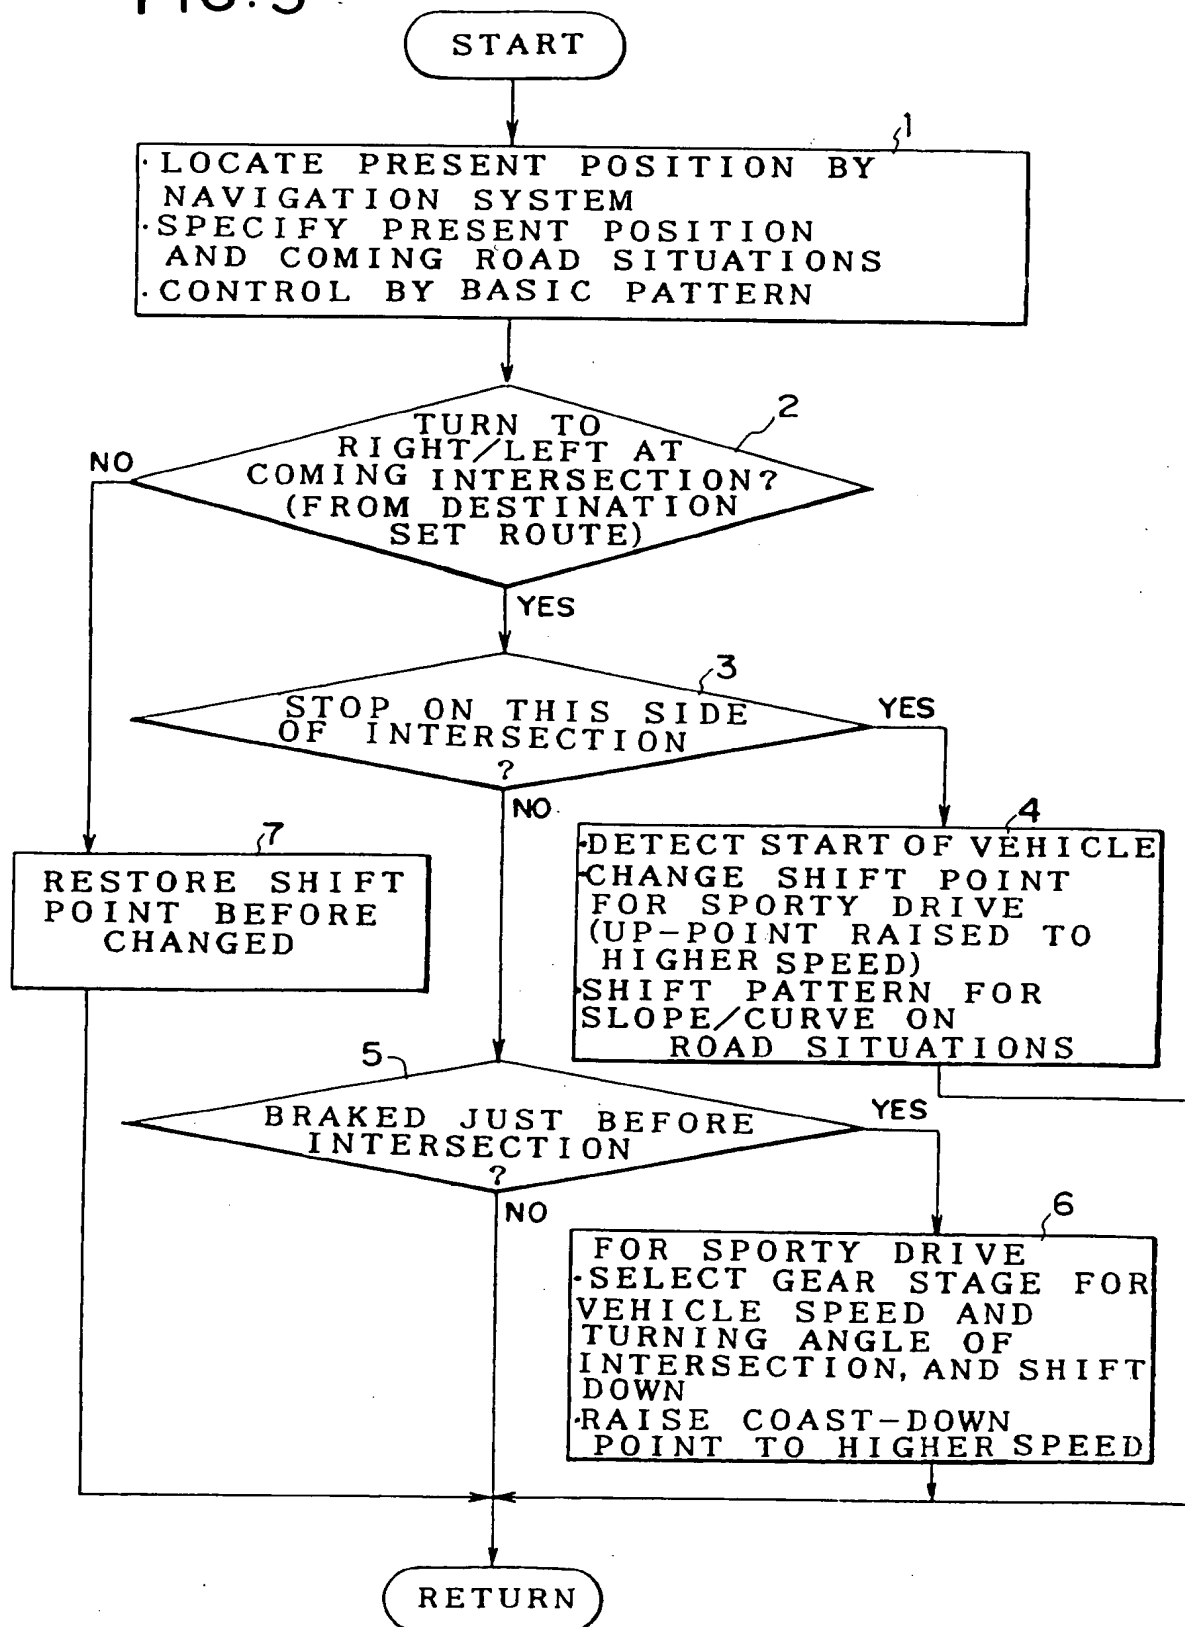 START
1
·LOCATE PRESENT POSITION BY
NAVIGATION SYSTEM
·SPECIFY PRESENT POSITION
AND COMING ROAD SITUATIONS
·CONTROL BY BASIC PATTERN
2
TURN TO
RIGHT/LEFT AT
COMING INTERSECTION?
(FROM DESTINATION
SET ROUTE)
NO
YES
3
STOP ON THIS SIDE
OF INTERSECTION
?
YES
NO
4
·DETECT START OF VEHICLE
·CHANGE SHIFT POINT
FOR SPORTY DRIVE
(UP-POINT RAISED TO
HIGHER SPEED)
·SHIFT PATTERN FOR
SLOPE/CURVE ON
ROAD SITUATIONS
7
RESTORE SHIFT
POINT BEFORE
CHANGED
5
BRAKED JUST BEFORE
INTERSECTION
?
YES
NO
6
FOR SPORTY DRIVE
·SELECT GEAR STAGE FOR
VEHICLE SPEED AND
TURNING ANGLE OF
INTERSECTION, AND SHIFT
DOWN
·RAISE COAST-DOWN
POINT TO HIGHER SPEED
RETURN